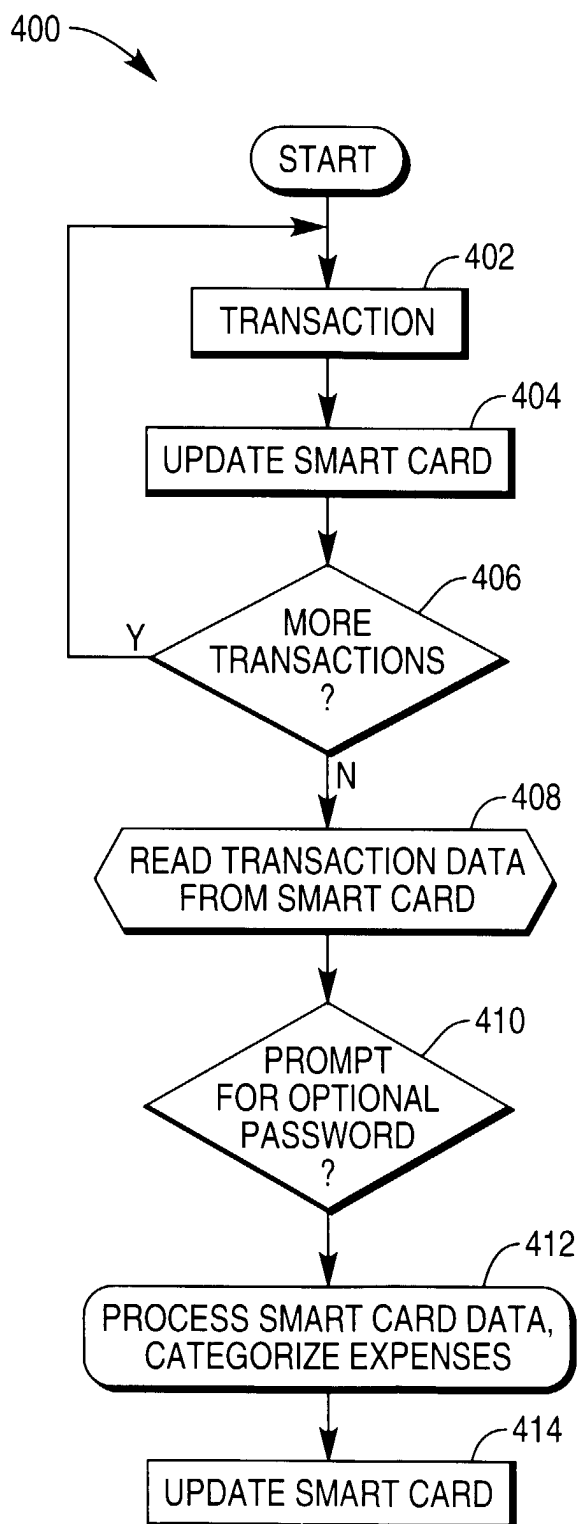 400
START
402
TRANSACTION
404
UPDATE SMART CARD
406
MORE
TRANSACTIONS
?
Y
N
408
READ TRANSACTION DATA
FROM SMART CARD
410
PROMPT
FOR OPTIONAL
PASSWORD
?
412
PROCESS SMART CARD DATA,
CATEGORIZE EXPENSES
414
UPDATE SMART CARD